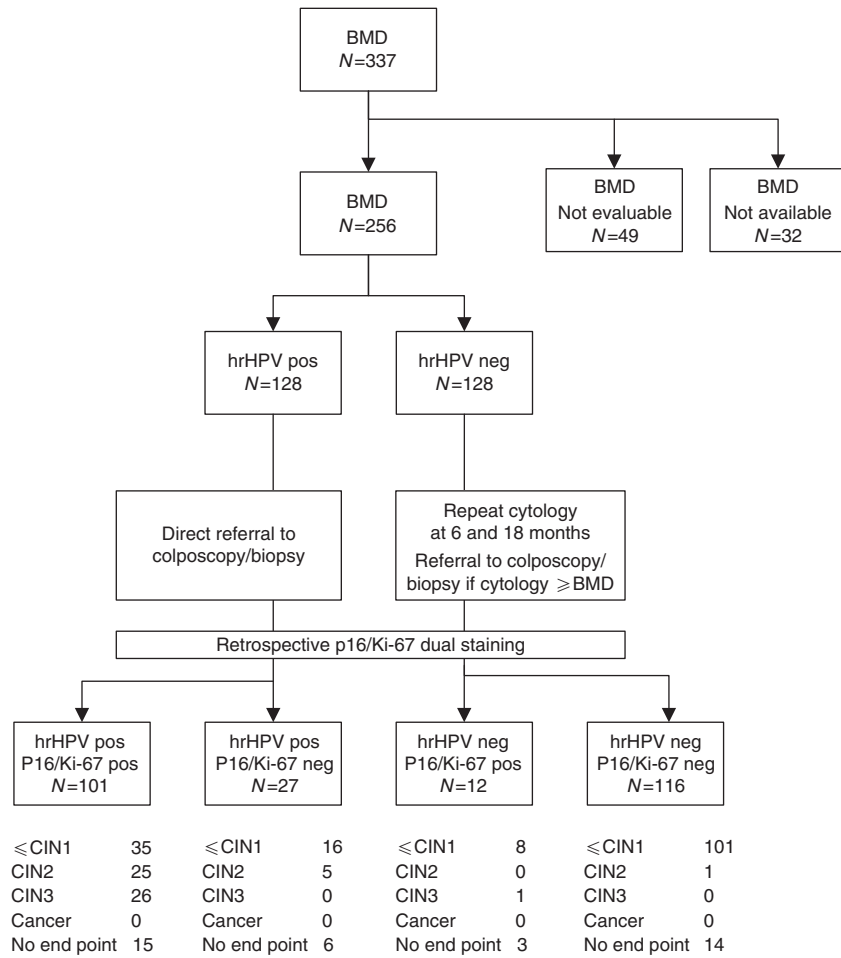 BMD
N=337
BMD
N=256
BMD
Not evaluable
N=49
BMD
Not available
N=32
hrHPV pos
N=128
hrHPV neg
N=128
Direct referral to
colposcopy/biopsy
Repeat cytology
at 6 and 18 months
Referral to colposcopy/
biopsy if cytology ⩾BMD
Retrospective p16/Ki-67 dual staining
hrHPV pos
P16/Ki-67 pos
N=101
hrHPV pos
P16/Ki-67 neg
N=27
hrHPV neg
P16/Ki-67 pos
N=12
hrHPV neg
P16/Ki-67 neg
N=116
⩽CIN1 35
CIN2 25
CIN3 26
Cancer 0
No end point 15
⩽CIN1 16
CIN2 5
CIN3 0
Cancer 0
No end point 6
⩽CIN1 8
CIN2 0
CIN3 1
Cancer 0
No end point 3
⩽CIN1 101
CIN2 1
CIN3 0
Cancer 0
No end point 14